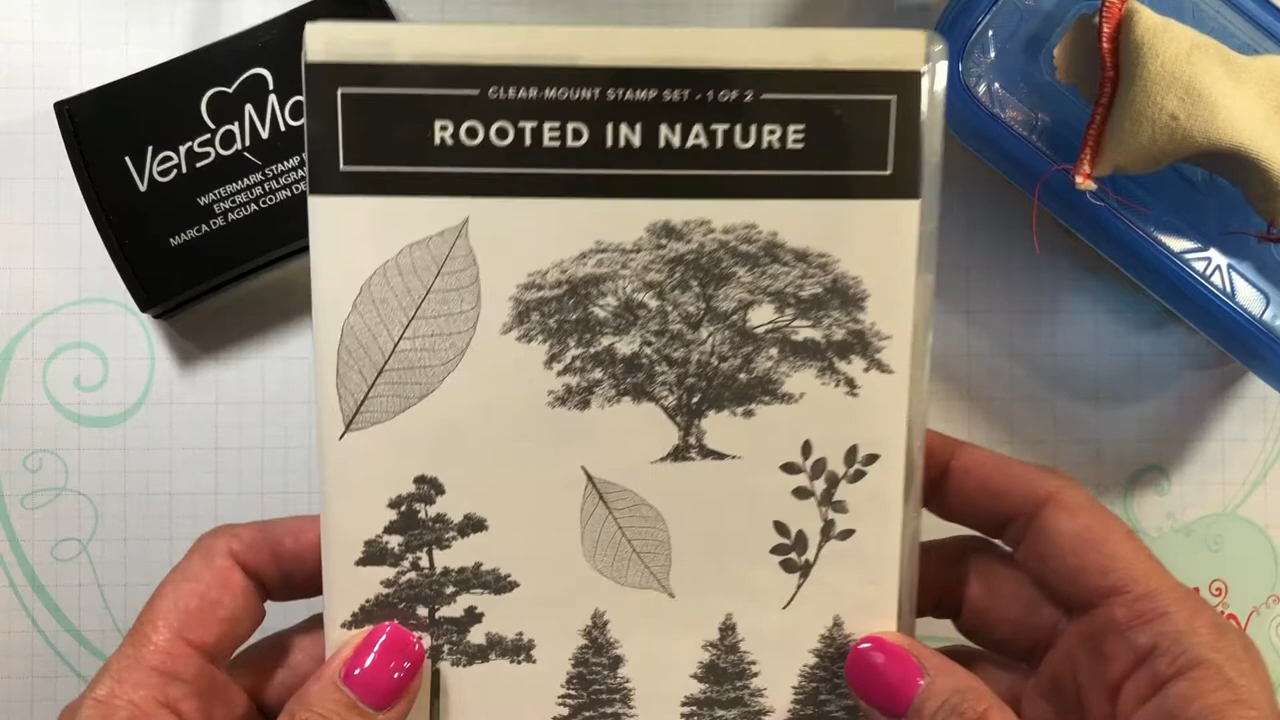 CLEAR-MOUNT STAMP SET - 1 OF 2
ROOTED IN NATURE
VersaMa
WATERMARK STAMP
ENCREUR FILIGRA
MARCA DE AGUA COJIN DE